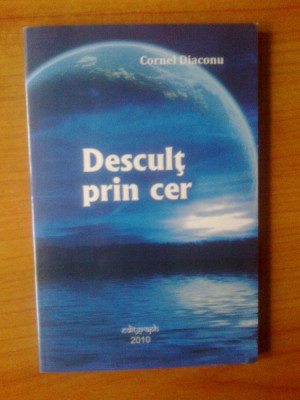 Cornel Diaconu
Desculţ
prin cer
editgraph
2010